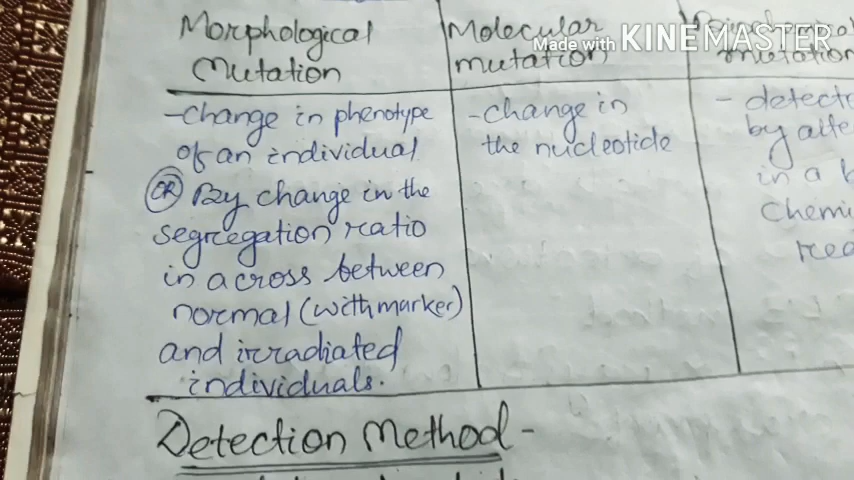 Morphological
Mutation
-change in phenotype
of an individual
OR By change in the
segregation ratio
in a cross between
normal (with marker)
and irradiated
individuals.
Molecular
mutation
-change in
the nucleotide
Made with KINEMASTER
mutation
- detecte
by alte
in a
Chemi
rea
Detection Method -